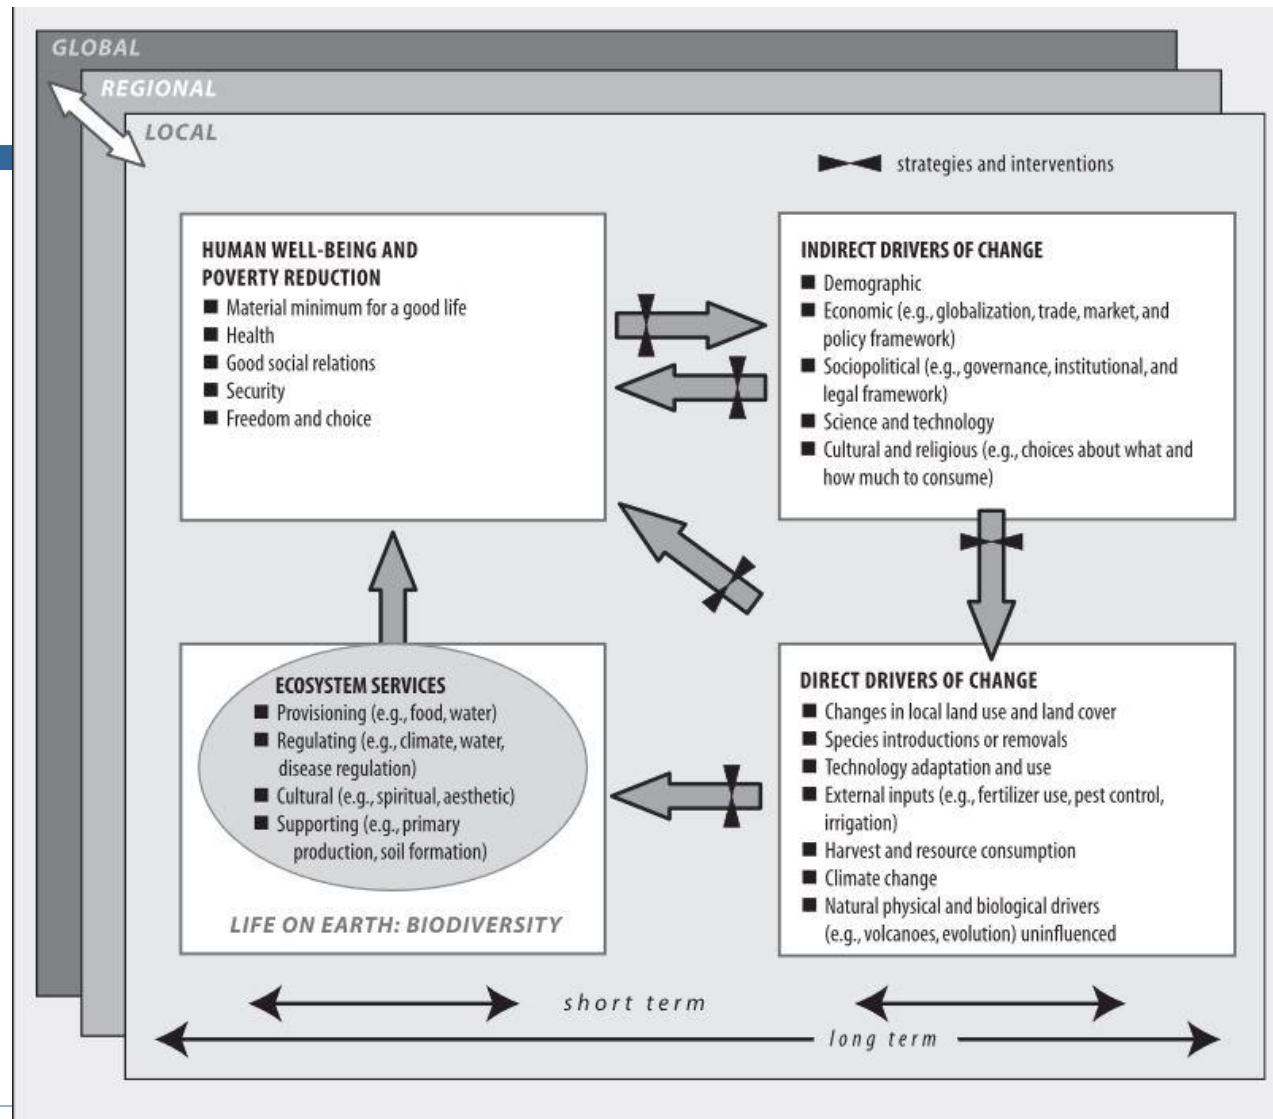 GLOBAL
REGIONAL
LOCAL
strategies and interventions
HUMAN WELL-BEING AND
POVERTY REDUCTION
■ Material minimum for a good life
■ Health
■ Good social relations
■ Security
■ Freedom and choice
INDIRECT DRIVERS OF CHANGE
■ Demographic
■ Economic (e.g., globalization, trade, market, and
policy framework)
■ Sociopolitical (e.g., governance, institutional, and
legal framework)
■ Science and technology
■ Cultural and religious (e.g., choices about what and
how much to consume)
ECOSYSTEM SERVICES
■ Provisioning (e.g., food, water)
■ Regulating (e.g., climate, water,
disease regulation)
■ Cultural (e.g., spiritual, aesthetic)
■ Supporting (e.g., primary
production, soil formation)
LIFE ON EARTH: BIODIVERSITY
DIRECT DRIVERS OF CHANGE
■ Changes in local land use and land cover
■ Species introductions or removals
■ Technology adaptation and use
■ External inputs (e.g., fertilizer use, pest control,
irrigation)
■ Harvest and resource consumption
■ Climate change
■ Natural physical and biological drivers
(e.g., volcanoes, evolution) uninfluenced
short term
long term